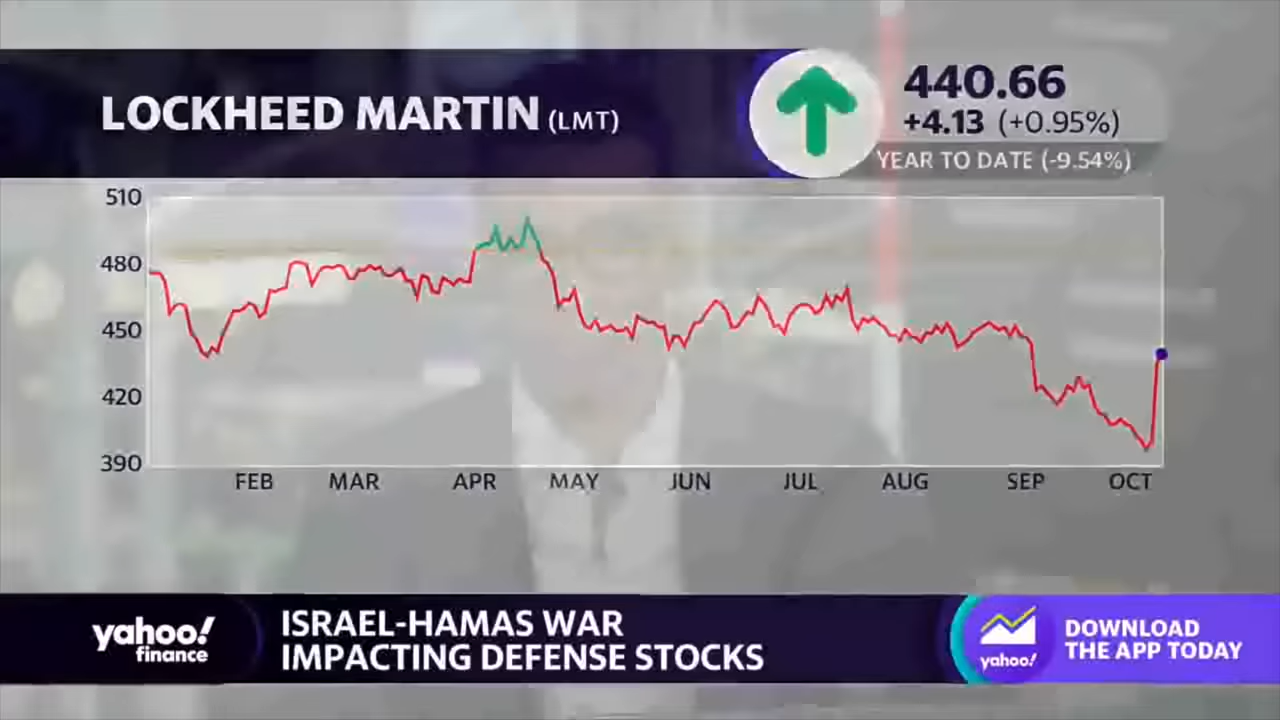 LOCKHEED MARTIN (LMT)
440.66
+4.13 (+0.95%)
YEAR TO DATE (-9.54%)
510
480
450
420
390
FEB MAR APR MAY JUN JUL AUG SEP OCT
yahoo!
finance
ISRAEL-HAMAS WAR
IMPACTING DEFENSE STOCKS
yahoo!
DOWNLOAD
THE APP TODAY